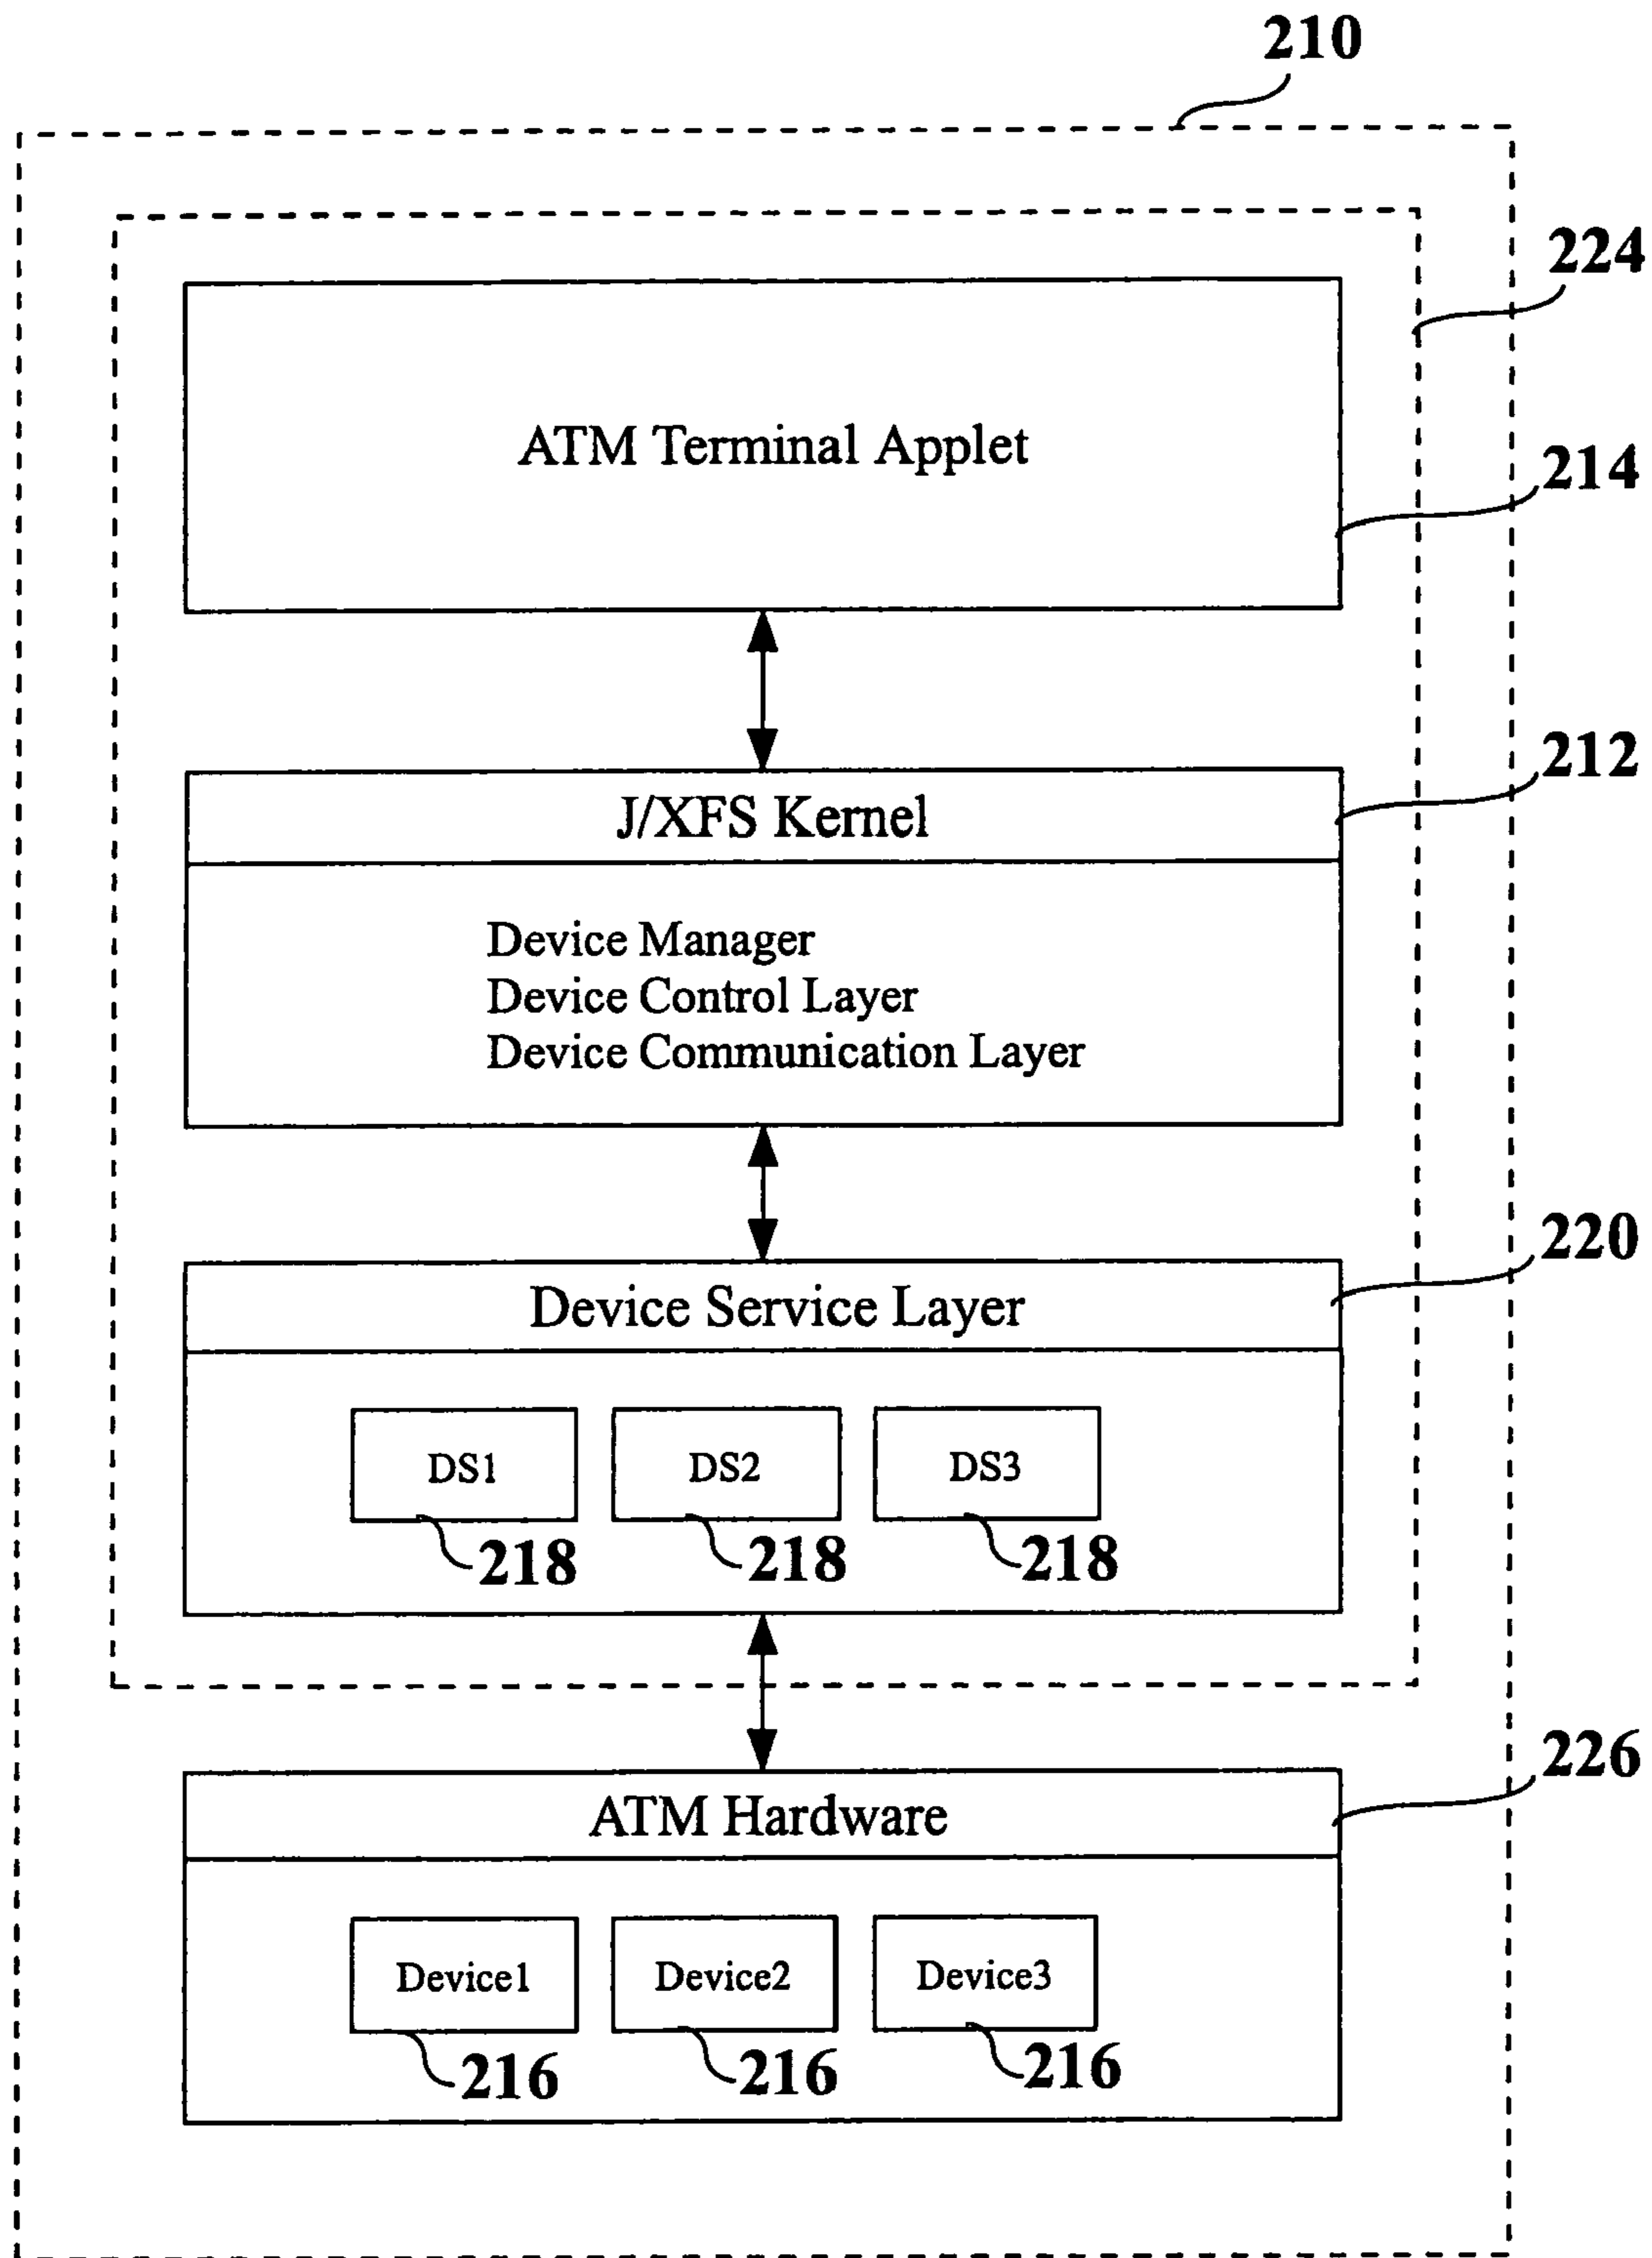 210
224
ATM Terminal Applet
214
212
J/XFS Kernel
Device Manager
Device Control Layer
Device Communication Layer
220
Device Service Layer
DS1 DS2 DS3
218 218 218
226
ATM Hardware
Device1 Device2 Device3
216 216 216